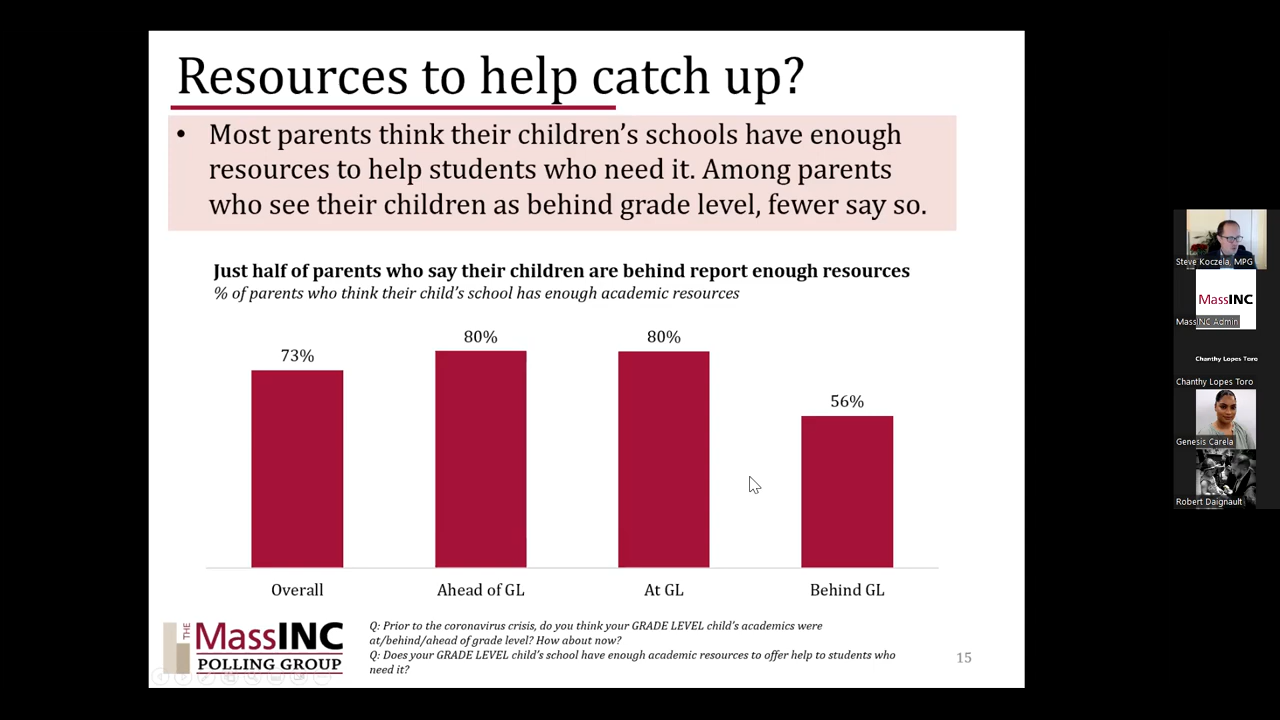 Resources to help catch up?
• Most parents think their children’s schools have enough
resources to help students who need it. Among parents
who see their children as behind grade level, fewer say so.
Just half of parents who say their children are behind report enough resources
% of parents who think their child’s school has enough academic resources
73%
80%
80%
56%
Overall
Ahead of GL
At GL
Behind GL
THE
MassINC
POLLING GROUP
Q: Prior to the coronavirus crisis, do you think your GRADE LEVEL child’s academics were
at/behind/ahead of grade level? How about now?
Q: Does your GRADE LEVEL child’s school have enough academic resources to offer help to students who
need it?
15
Steve Koczela, MPG
MassINC
MassINC Admin
Chanthy Lopes Toro
Chanthy Lopes Toro
Genesis Carela
Robert Daignault